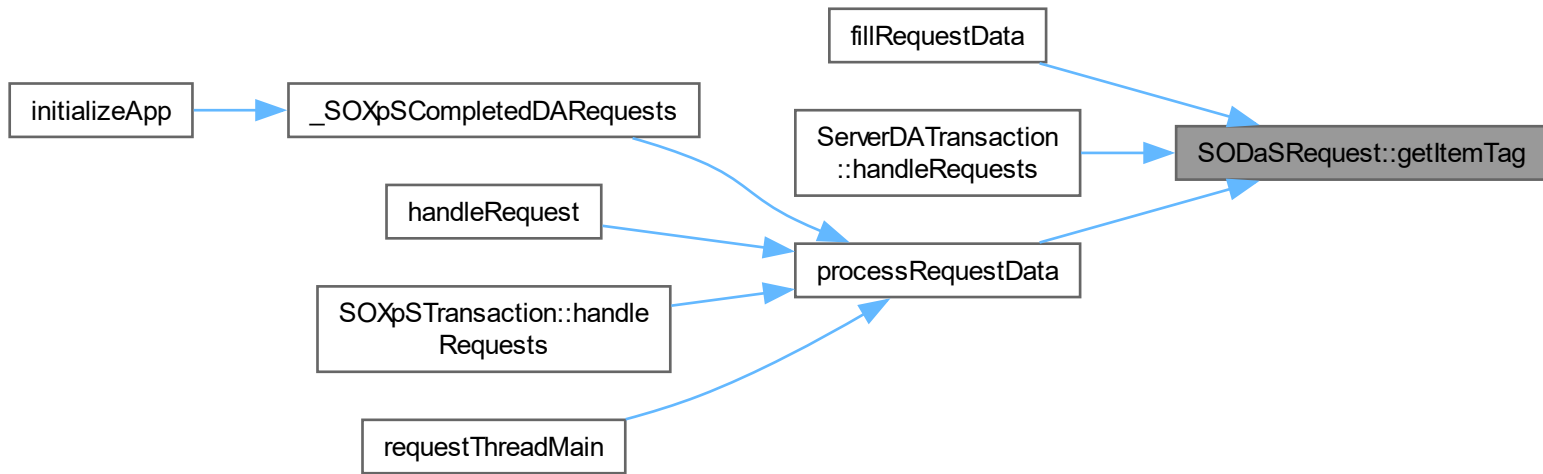 fillRequestData
initializeApp
_SOXpSCompletedDARequests
ServerDATransaction
::handleRequests
SODaSRequest::getItemTag
handleRequest
processRequestData
SOXpSTransaction::handle
Requests
requestThreadMain